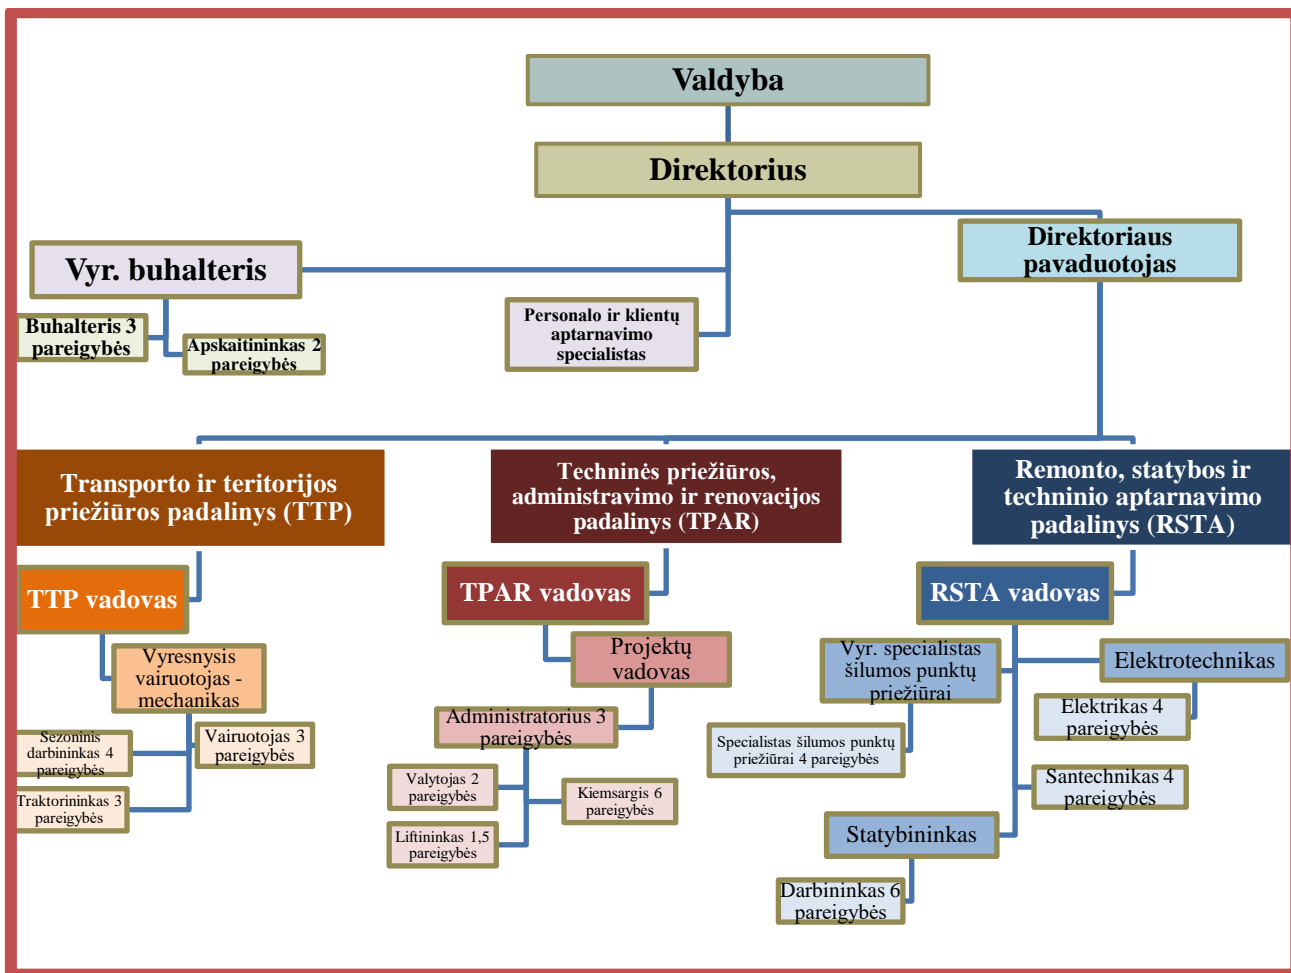 Valdyba
Direktorius
Direktoriaus
pavaduotojas
Vyr. buhalteris
Personalo ir klientų
aptarnavimo
specialistas
Buhalteris 3
pareigybės
Apskaitininkas 2
pareigybės
Transporto ir teritorijos
priežiūros padalinys (TTP)
Techninės priežiūros,
administravimo ir renovacijos
padalinys (TPAR)
Remonto, statybos ir
techninio aptarnavimo
padalinys (RSTA)
TTP vadovas
TPAR vadovas
RSTA vadovas
Vyresnysis
vairuotojas -
mechanikas
Projektų
vadovas
Vyr. specialistas
šilumos punktų
priežiūrai
Elektrotechnikas
Sezoninis
darbininkas 4
pareigybės
Vairuotojas 3
pareigybės
Administratorius 3
pareigybės
Specialistas šilumos punktų
priežiūrai 4 pareigybės
Elektrikas 4
pareigybės
Traktorininkas 3
pareigybės
Valytojas 2
pareigybės
Kiemsargis 6
pareigybės
Santechnikas 4
pareigybės
Liftininkas 1,5
pareigybės
Statybininkas
Darbininkas 6
pareigybės